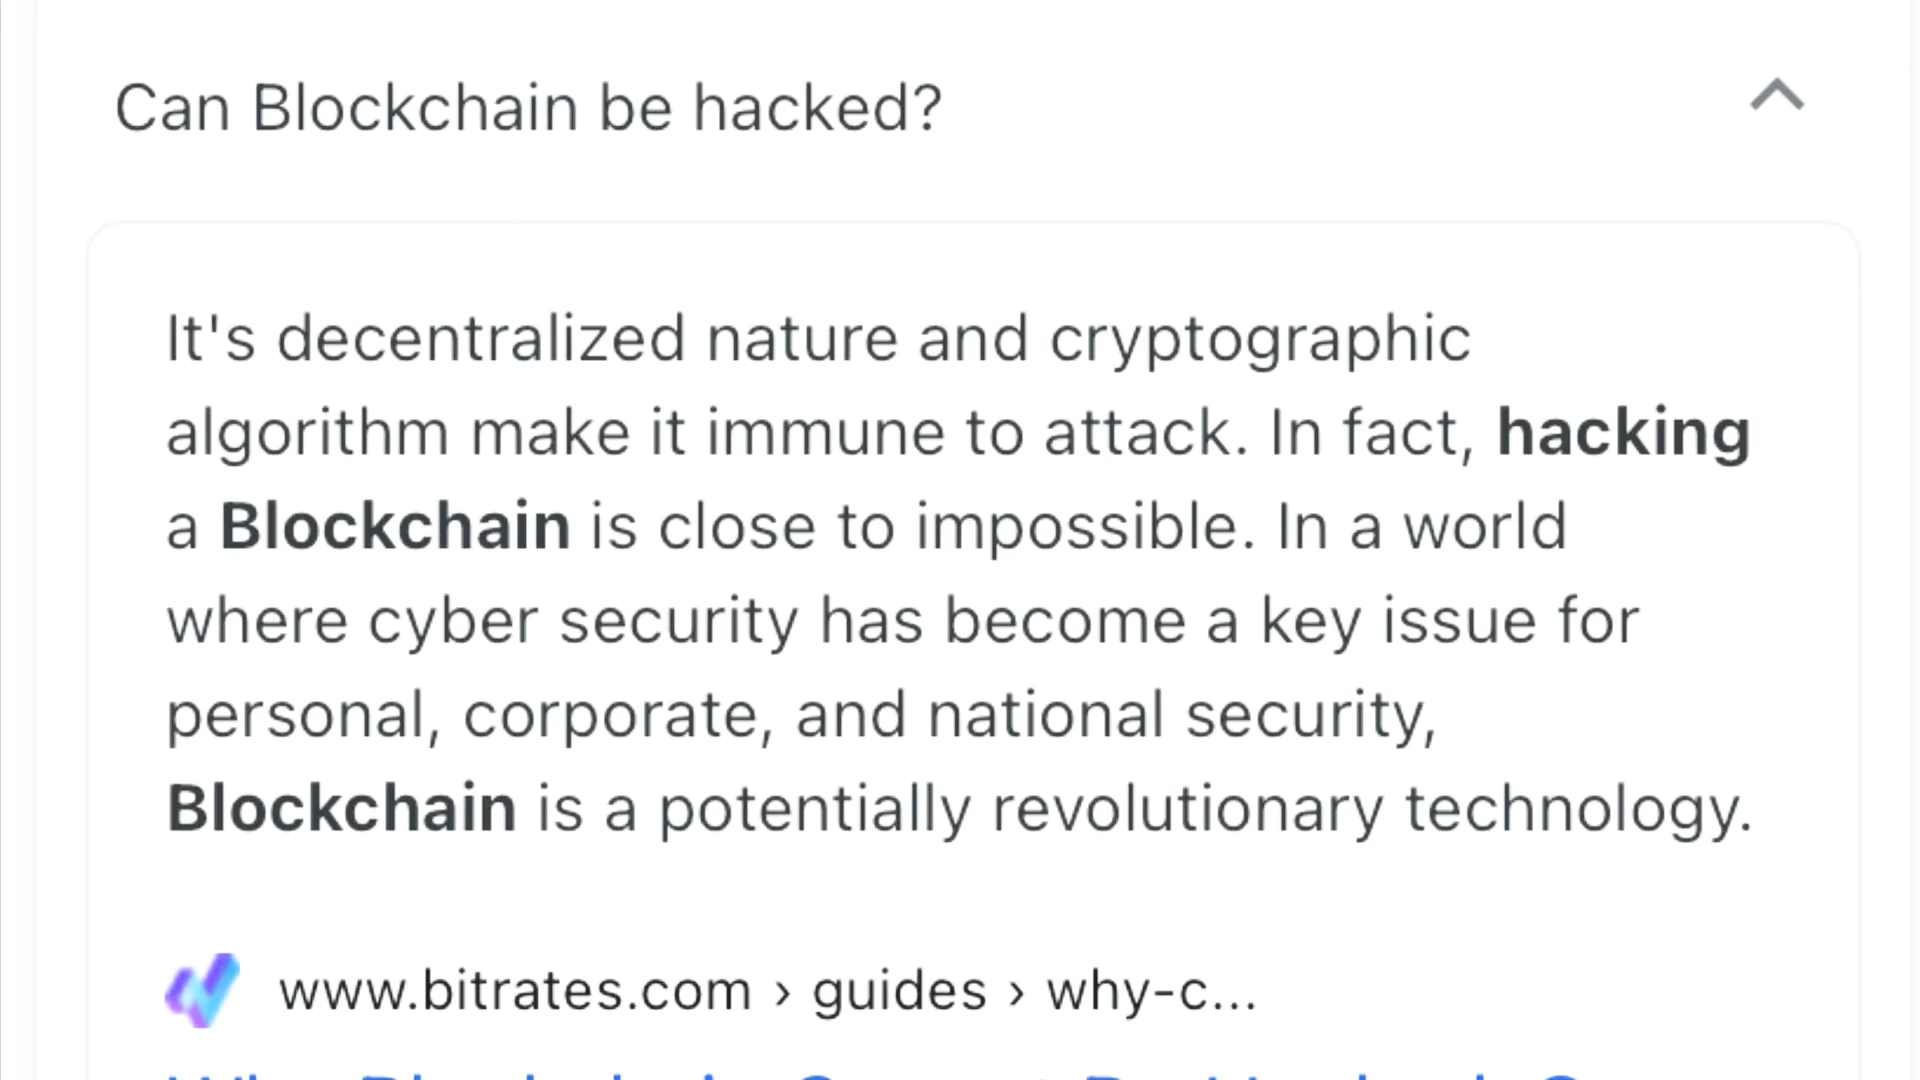 Can Blockchain be hacked?
It's decentralized nature and cryptographic
algorithm make it immune to attack. In fact, hacking
a Blockchain is close to impossible. In a world
where cyber security has become a key issue for
personal, corporate, and national security,
Blockchain is a potentially revolutionary technology.
www.bitrates.com › guides › why-c...